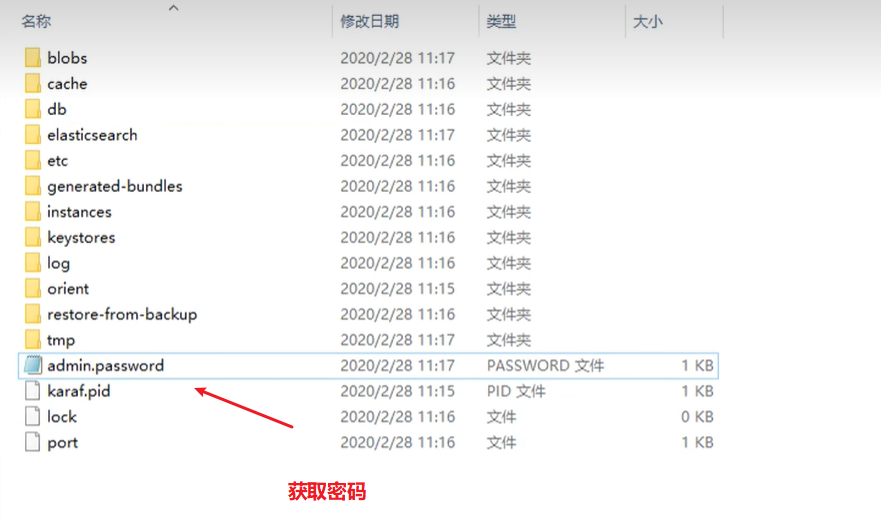 名称 修改日期 类型 大小
blobs 2020/2/28 11:17 文件夹
cache 2020/2/28 11:16 文件夹
db 2020/2/28 11:16 文件夹
elasticsearch 2020/2/28 11:17 文件夹
etc 2020/2/28 11:16 文件夹
generated-bundles 2020/2/28 11:16 文件夹
instances 2020/2/28 11:16 文件夹
keystores 2020/2/28 11:16 文件夹
log 2020/2/28 11:16 文件夹
orient 2020/2/28 11:15 文件夹
restore-from-backup 2020/2/28 11:16 文件夹
tmp 2020/2/28 11:17 文件夹
admin.password 2020/2/28 11:17 PASSWORD 文件 1 KB
karaf.pid 2020/2/28 11:15 PID 文件 1 KB
lock 2020/2/28 11:16 文件 0 KB
port 2020/2/28 11:16 文件 1 KB
获取密码